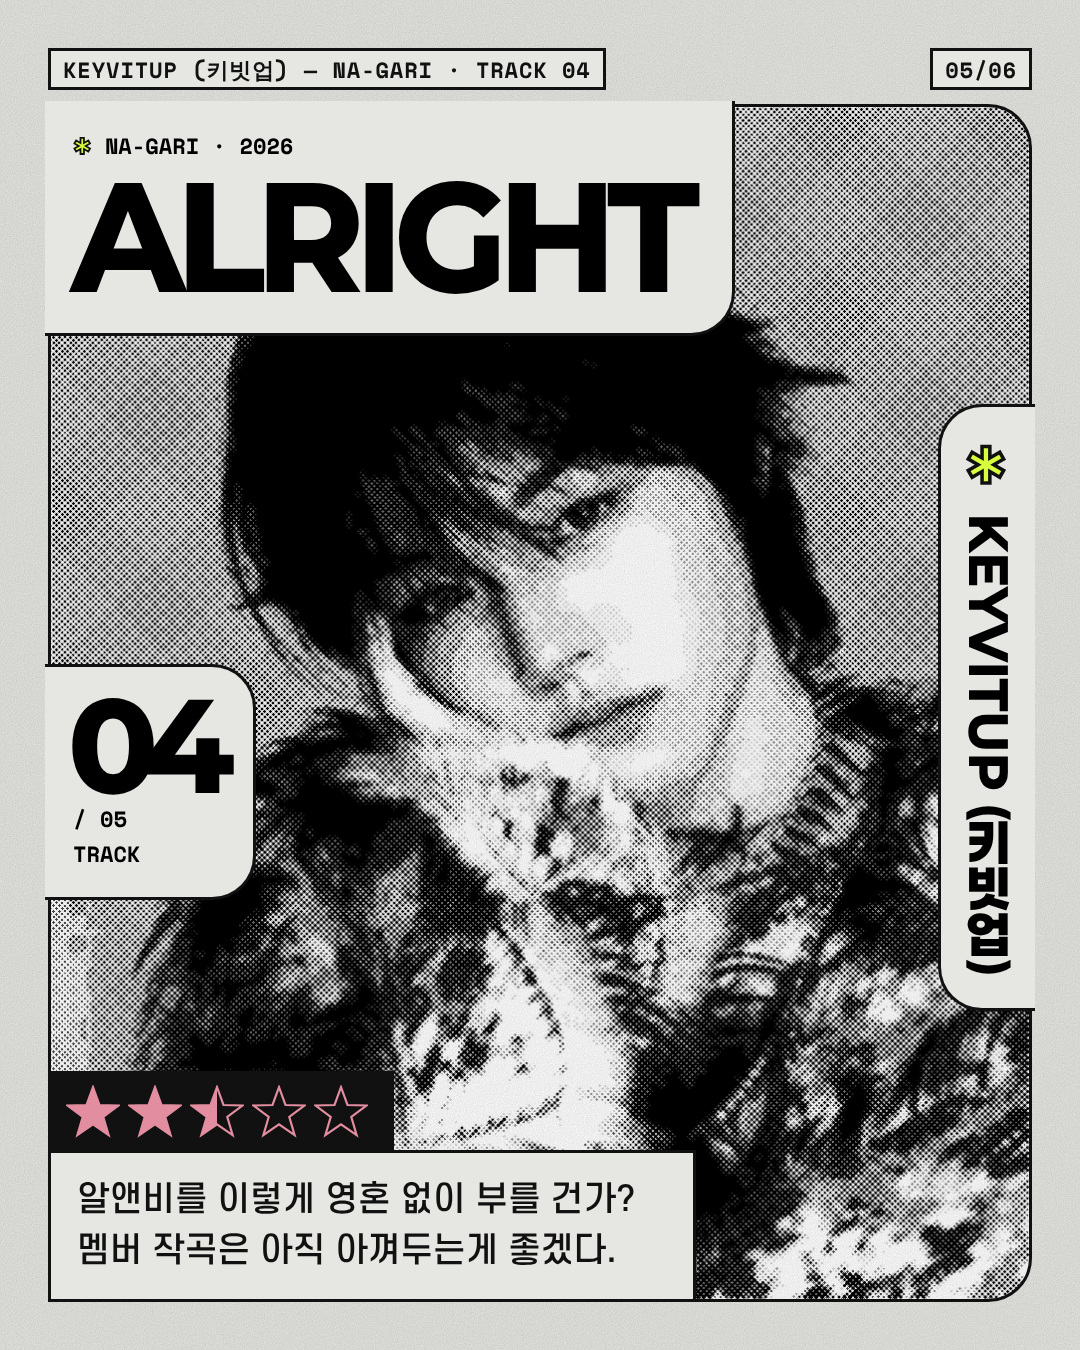 KEYVITUP (키빗업) — NA-GARI · TRACK 04
05/06
NA-GARI · 2026
ALRIGHT
KEYVITUP (키빗업)
04
/ 05
TRACK
알앤비를 이렇게 영혼 없이 부를 건가?
멤버 작곡은 아직 아껴두는게 좋겠다.